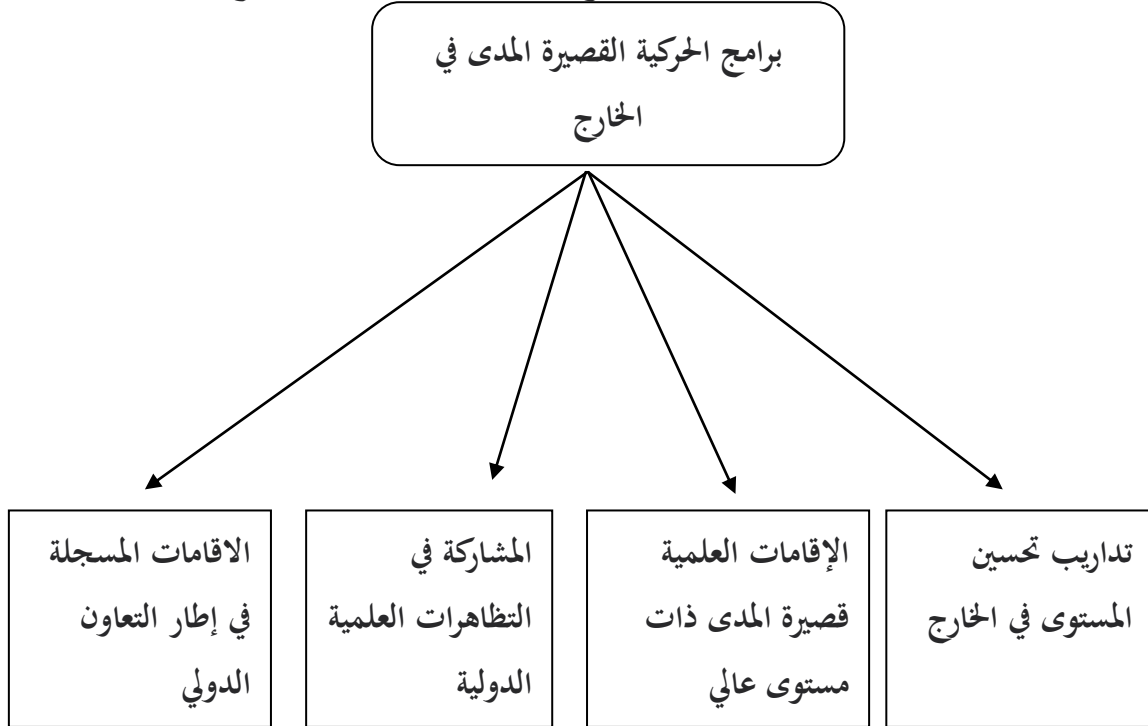 برامج الحركية القصيرة المدى في
الخارج
تداريب تحسين
المستوى في الخارج
الإقامات العلمية
قصيرة المدى ذات
مستوى عالي
المشاركة في
التظاهرات العلمية
الدولية
الاقامات المسجلة
في إطار التعاون
الدولي